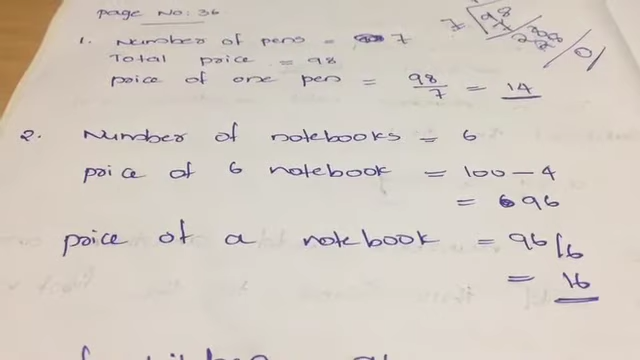 Page No: 36
1. Number of pens = 7
Total price = 98
price of one pen = 98/7 = 14
2. Number of notebooks = 6
price of 6 notebook = 100 - 4
= 96
price of a notebook = 96/6
= 16